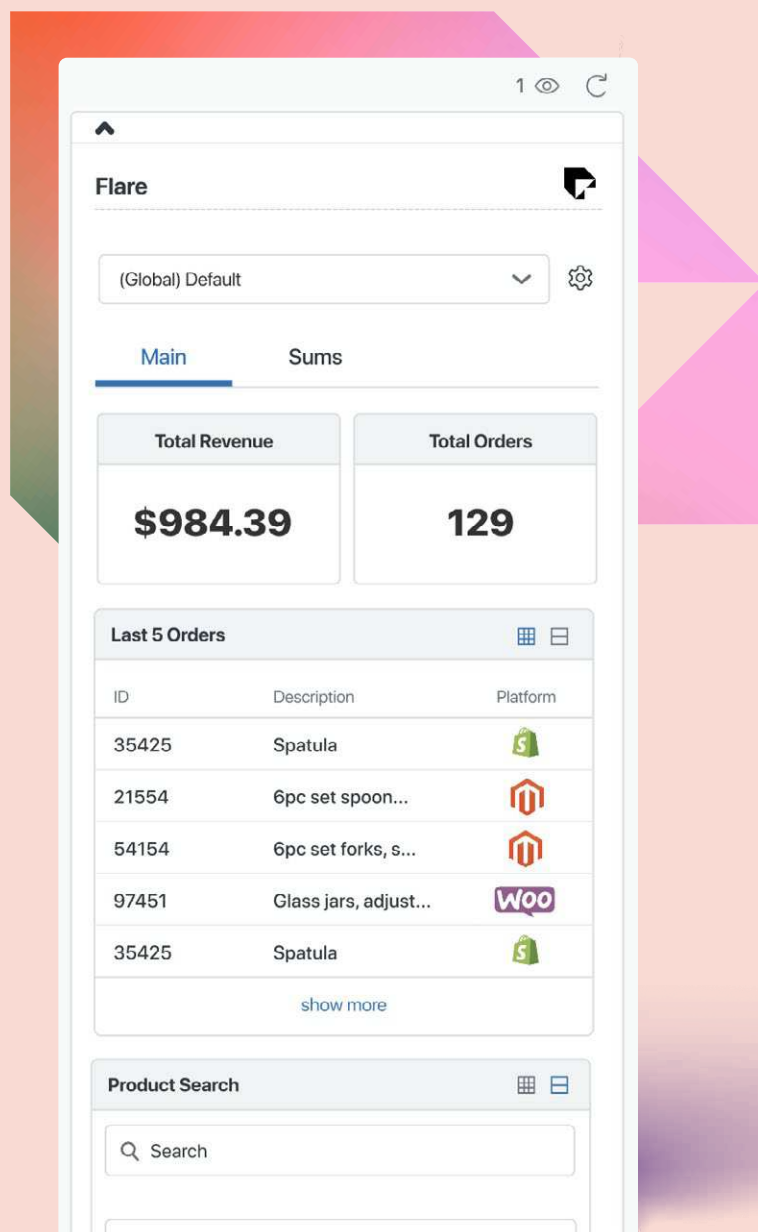 1
Flare
(Global) Default
Main Sums
Total Revenue Total Orders
$984.39 129
Last 5 Orders
ID Description Platform
35425 Spatula
21554 6pc set spoon...
54154 6pc set forks, s...
97451 Glass jars, adjust... Woo
35425 Spatula
show more
Product Search
Search